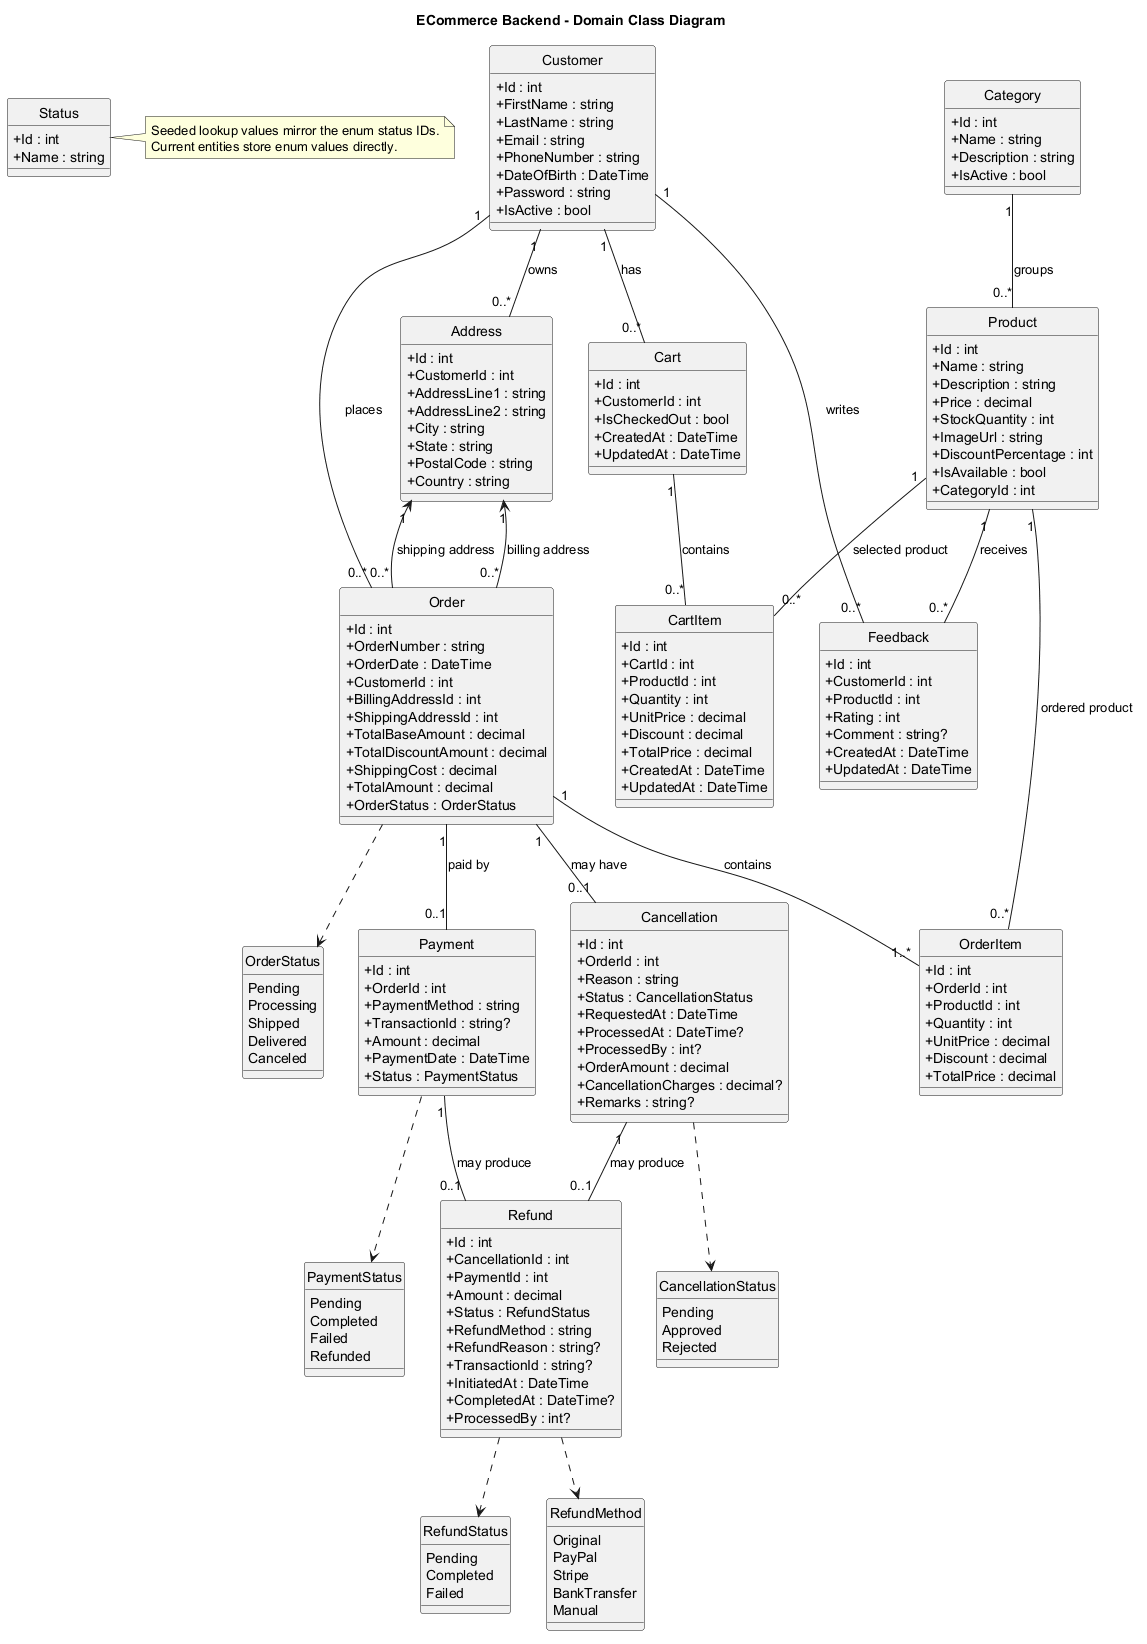 ECommerce Backend - Domain Class Diagram
Status
+Id : int
+Name : string
Seeded lookup values mirror the enum status IDs.
Current entities store enum values directly.
Customer
+Id : int
+FirstName : string
+LastName : string
+Email : string
+PhoneNumber : string
+DateOfBirth : DateTime
+Password : string
+IsActive : bool
Category
+Id : int
+Name : string
+Description : string
+IsActive : bool
1
1
1
1
1
owns
has
groups
0..*
0..*
0..*
places
writes
Address
+Id : int
+CustomerId : int
+AddressLine1 : string
+AddressLine2 : string
+City : string
+State : string
+PostalCode : string
+Country : string
Cart
+Id : int
+CustomerId : int
+IsCheckedOut : bool
+CreatedAt : DateTime
+UpdatedAt : DateTime
Product
+Id : int
+Name : string
+Description : string
+Price : decimal
+StockQuantity : int
+ImageUrl : string
+DiscountPercentage : int
+IsAvailable : bool
+CategoryId : int
1
1
1
1
1
1
shipping address
billing address
contains
selected product
receives
0..*
0..*
0..*
0..*
0..*
0..*
0..*
Order
+Id : int
+OrderNumber : string
+OrderDate : DateTime
+CustomerId : int
+BillingAddressId : int
+ShippingAddressId : int
+TotalBaseAmount : decimal
+TotalDiscountAmount : decimal
+ShippingCost : decimal
+TotalAmount : decimal
+OrderStatus : OrderStatus
CartItem
+Id : int
+CartId : int
+ProductId : int
+Quantity : int
+UnitPrice : decimal
+Discount : decimal
+TotalPrice : decimal
+CreatedAt : DateTime
+UpdatedAt : DateTime
Feedback
+Id : int
+CustomerId : int
+ProductId : int
+Rating : int
+Comment : string?
+CreatedAt : DateTime
+UpdatedAt : DateTime
ordered product
1
1
1
paid by
may have
contains
0..1
0..1
0..*
1..*
OrderStatus
Pending
Processing
Shipped
Delivered
Canceled
Payment
+Id : int
+OrderId : int
+PaymentMethod : string
+TransactionId : string?
+Amount : decimal
+PaymentDate : DateTime
+Status : PaymentStatus
Cancellation
+Id : int
+OrderId : int
+Reason : string
+Status : CancellationStatus
+RequestedAt : DateTime
+ProcessedAt : DateTime?
+ProcessedBy : int?
+OrderAmount : decimal
+CancellationCharges : decimal?
+Remarks : string?
OrderItem
+Id : int
+OrderId : int
+ProductId : int
+Quantity : int
+UnitPrice : decimal
+Discount : decimal
+TotalPrice : decimal
1
1
may produce
may produce
0..1
0..1
PaymentStatus
Pending
Completed
Failed
Refunded
Refund
+Id : int
+CancellationId : int
+PaymentId : int
+Amount : decimal
+Status : RefundStatus
+RefundMethod : string
+RefundReason : string?
+TransactionId : string?
+InitiatedAt : DateTime
+CompletedAt : DateTime?
+ProcessedBy : int?
CancellationStatus
Pending
Approved
Rejected
RefundStatus
Pending
Completed
Failed
RefundMethod
Original
PayPal
Stripe
BankTransfer
Manual